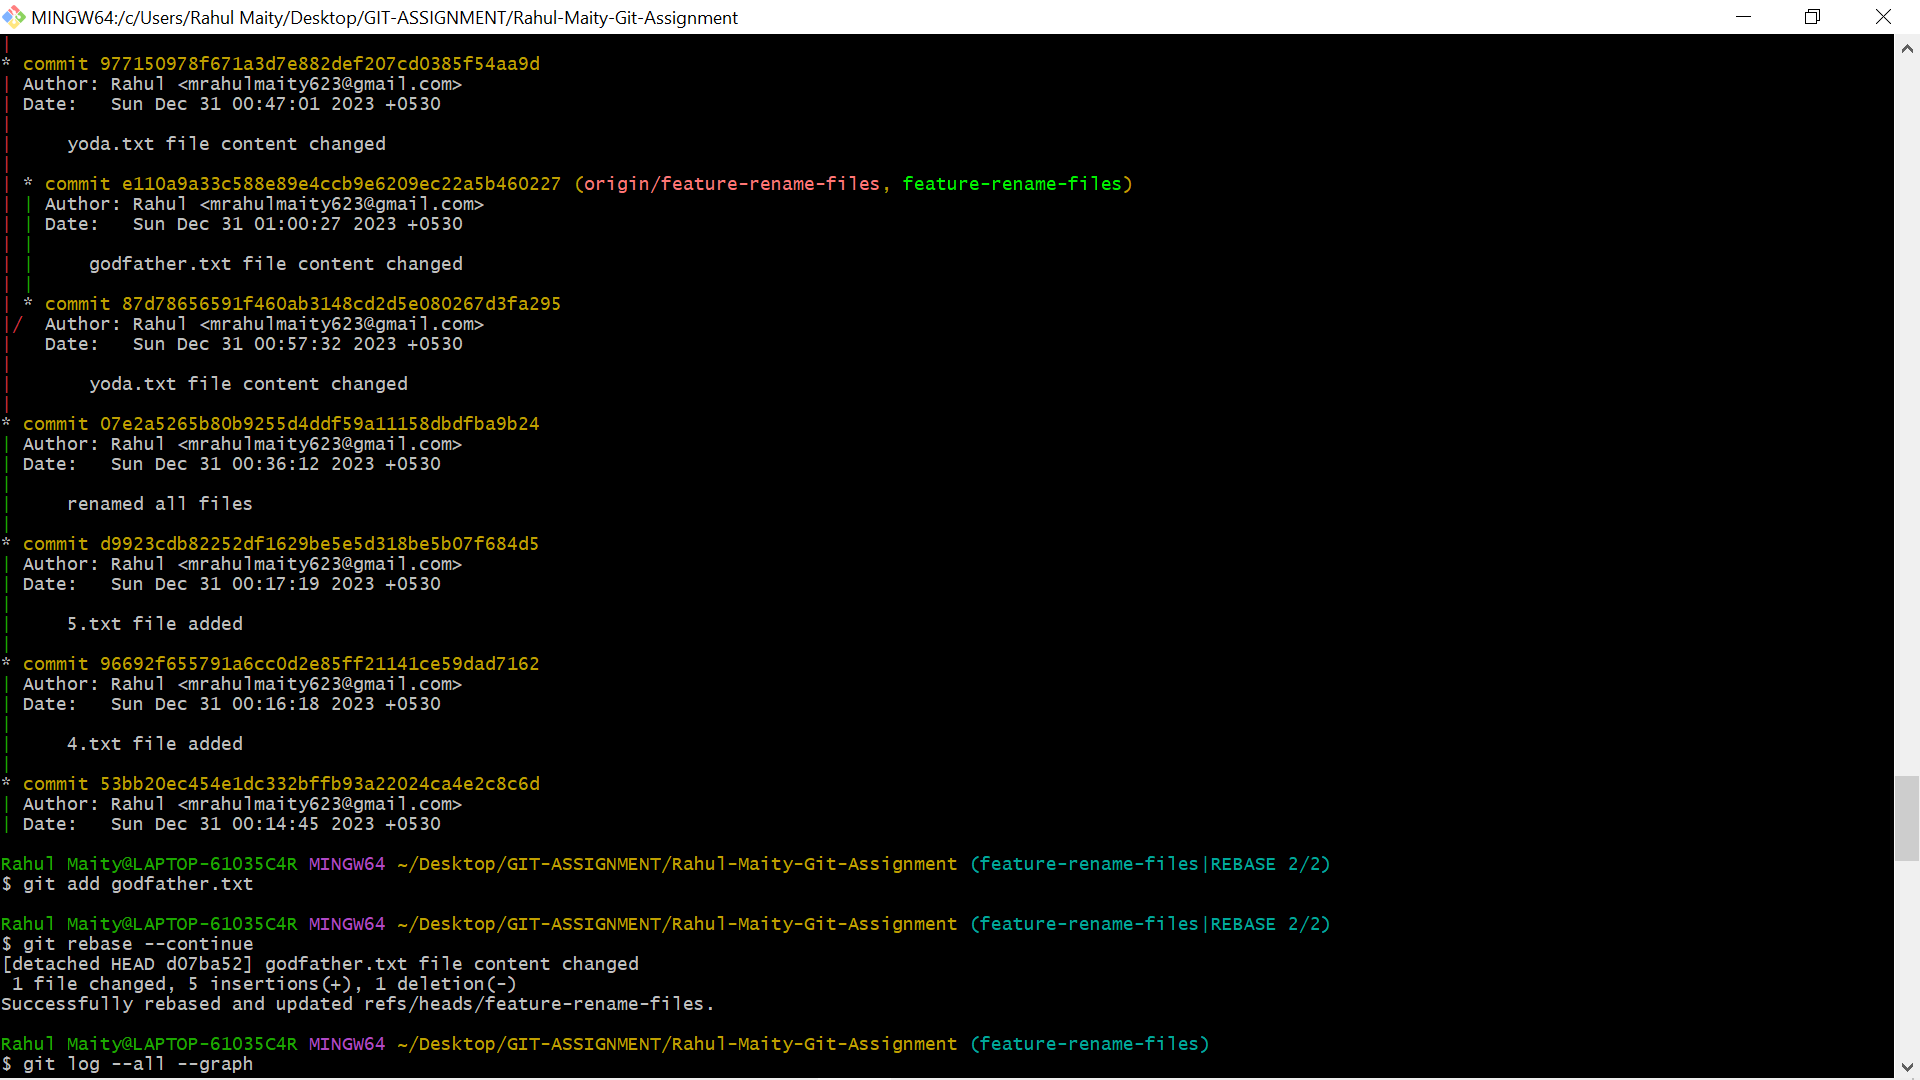 MINGW64:/c/Users/Rahul Maity/Desktop/GIT-ASSIGNMENT/Rahul-Maity-Git-Assignment
|
* commit 977150978f671a3d7e882def207cd0385f54aa9d
| Author: Rahul <mrahulmaity623@gmail.com>
| Date:   Sun Dec 31 00:47:01 2023 +0530
|
|     yoda.txt file content changed
|
| * commit e110a9a33c588e89e4ccb9e6209ec22a5b460227 (origin/feature-rename-files, feature-rename-files)
| | Author: Rahul <mrahulmaity623@gmail.com>
| | Date:   Sun Dec 31 01:00:27 2023 +0530
| |
| |     godfather.txt file content changed
| |
| * commit 87d78656591f460ab3148cd2d5e080267d3fa295
|/  Author: Rahul <mrahulmaity623@gmail.com>
|   Date:   Sun Dec 31 00:57:32 2023 +0530
|
|       yoda.txt file content changed
|
* commit 07e2a5265b80b9255d4ddf59a11158dbdfba9b24
| Author: Rahul <mrahulmaity623@gmail.com>
| Date:   Sun Dec 31 00:36:12 2023 +0530
|
|     renamed all files
|
* commit d9923cdb82252df1629be5e5d318be5b07f684d5
| Author: Rahul <mrahulmaity623@gmail.com>
| Date:   Sun Dec 31 00:17:19 2023 +0530
|
|     5.txt file added
|
* commit 96692f655791a6cc0d2e85ff21141ce59dad7162
| Author: Rahul <mrahulmaity623@gmail.com>
| Date:   Sun Dec 31 00:16:18 2023 +0530
|
|     4.txt file added
|
* commit 53bb20ec454e1dc332bffb93a22024ca4e2c8c6d
| Author: Rahul <mrahulmaity623@gmail.com>
| Date:   Sun Dec 31 00:14:45 2023 +0530
Rahul Maity@LAPTOP-61O35C4R MINGW64 ~/Desktop/GIT-ASSIGNMENT/Rahul-Maity-Git-Assignment (feature-rename-files|REBASE 2/2)
$ git add godfather.txt
Rahul Maity@LAPTOP-61O35C4R MINGW64 ~/Desktop/GIT-ASSIGNMENT/Rahul-Maity-Git-Assignment (feature-rename-files|REBASE 2/2)
$ git rebase --continue
[detached HEAD d07ba52] godfather.txt file content changed
 1 file changed, 5 insertions(+), 1 deletion(-)
Successfully rebased and updated refs/heads/feature-rename-files.
Rahul Maity@LAPTOP-61O35C4R MINGW64 ~/Desktop/GIT-ASSIGNMENT/Rahul-Maity-Git-Assignment (feature-rename-files)
$ git log --all --graph